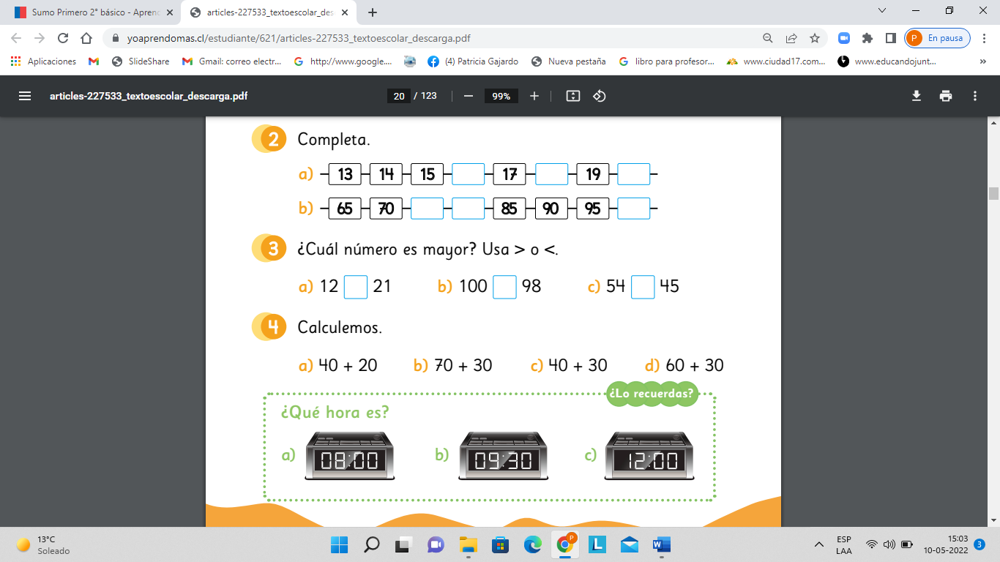 Sumo Primero 2° básico - Aprenc
articles-227533_textoescolar_des
yoaprendomas.cl/estudiante/621/articles-227533_textoescolar_descarga.pdf
P En pausa
Aplicaciones SlideShare Gmail: correo electr... http://www.google.... (4) Patricia Gajardo Nueva pestaña libro para profesor... www.ciudad17.com... www.educandojunt... »
articles-227533_textoescolar_descarga.pdf 20 / 123 99%
2 Completa.
a) 13 14 15 17 19
b) 65 70 85 90 95
3 ¿Cuál número es mayor? Usa > o <.
a) 12 21 b) 100 98 c) 54 45
4 Calculemos.
a) 40 + 20 b) 70 + 30 c) 40 + 30 d) 60 + 30
¿Lo recuerdas?
¿Qué hora es?
a) 08:00 b) 09:30 c) 12:00
13°C
Soleado
ESP
LAA
15:03
10-05-2022
3